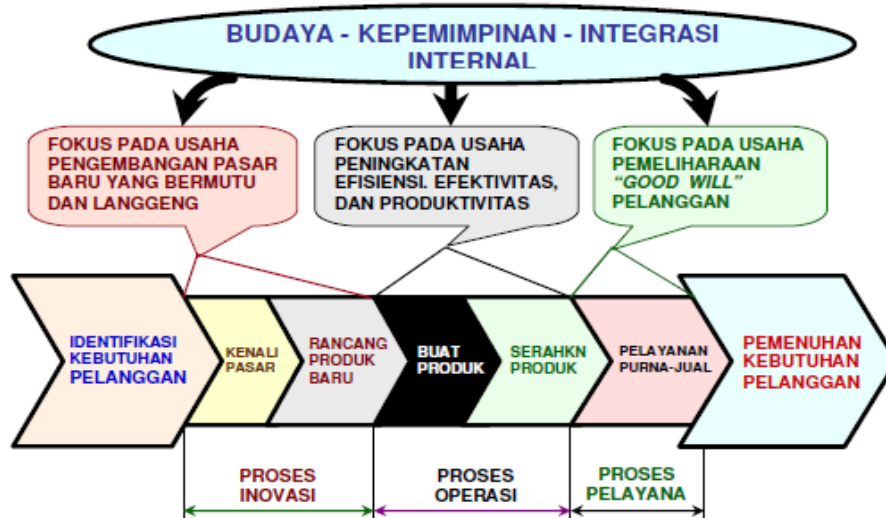 BUDAYA - KEPEMIMPINAN - INTEGRASI
INTERNAL
FOKUS PADA USAHA
PENGEMBANGAN PASAR
BARU YANG BERMUTU
DAN LANGGENG
FOKUS PADA USAHA
PENINGKATAN
EFISIENSI. EFEKTIVITAS,
DAN PRODUKTIVITAS
FOKUS PADA USAHA
PEMELIHARAAN
“GOOD WILL”
PELANGGAN
IDENTIFIKASI
KEBUTUHAN
PELANGGAN
KENALI
PASAR
RANCANG
PRODUK
BARU
BUAT
PRODUK
SERAHKN
PRODUK
PELAYANAN
PURNA-JUAL
PEMENUHAN
KEBUTUHAN
PELANGGAN
PROSES
INOVASI
PROSES
OPERASI
PROSES
PELAYANA